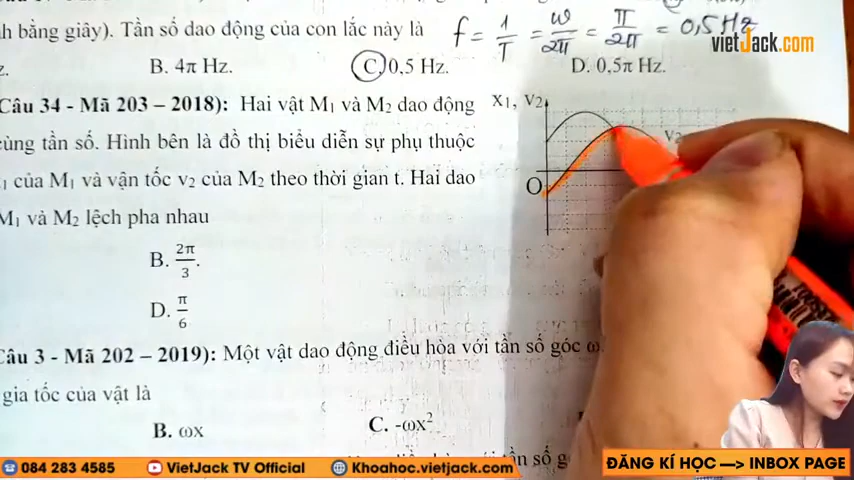 h bằng giây). Tần số dao động của con lắc này là
f = 1/T = ω/2π = π/2π = 0,5 Hz
vietJack.com
z. B. 4π Hz. C. 0,5 Hz. D. 0,5π Hz.
Câu 34 - Mã 203 – 2018): Hai vật M₁ và M₂ dao động
x₁, v₂
cùng tần số. Hình bên là đồ thị biểu diễn sự phụ thuộc
v₂
₁ của M₁ và vận tốc v₂ của M₂ theo thời gian t. Hai dao
O
M₁ và M₂ lệch pha nhau
B. 2π/3.
D. π/6
Câu 3 - Mã 202 – 2019): Một vật dao động điều hòa với tần số góc ω
gia tốc của vật là
B. ωx C. -ωx²
ần số g
084 283 4585 VietJack TV Official Khoahoc.vietjack.com
ĐĂNG KÍ HỌC —> INBOX PAGE